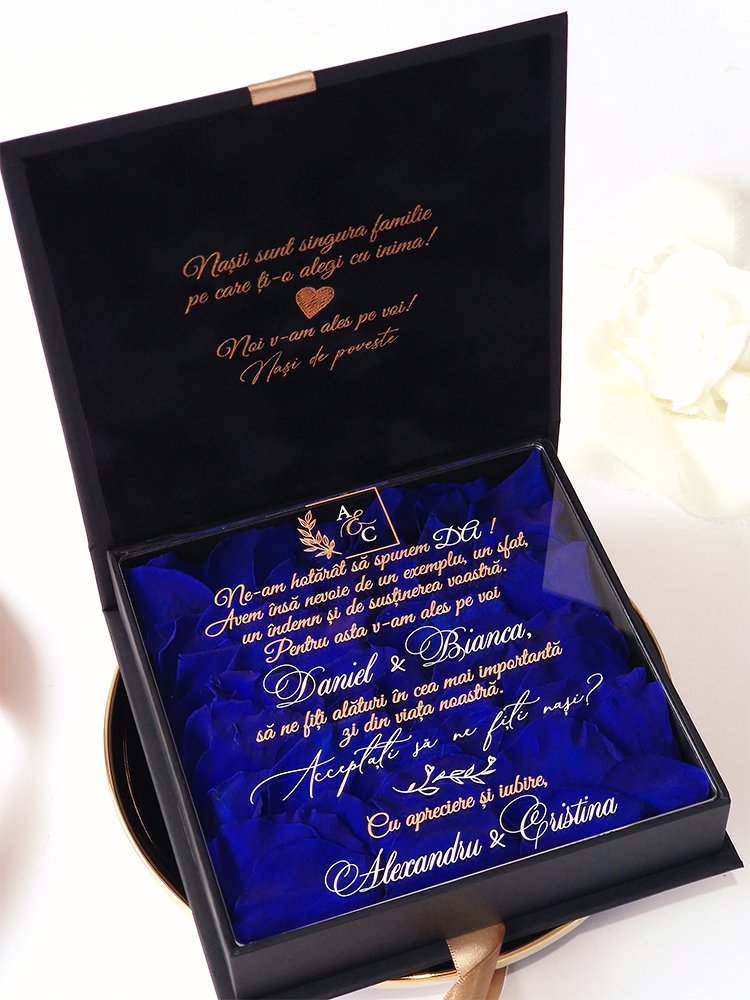 Nașii sunt singura familie
pe care ți-o alegi cu inima!
Noi v-am ales pe voi!
Nași de poveste
A
&
C
Ne-am hotărât să spunem DA !
Avem însă nevoie de un exemplu, un sfat,
un îndemn și de susținerea voastră.
Pentru asta v-am ales pe voi
Daniel & Bianca,
să ne fiți alături în cea mai importantă
zi din viața noastră.
Acceptați să ne fiți nași?
Cu apreciere și iubire,
Alexandru & Cristina